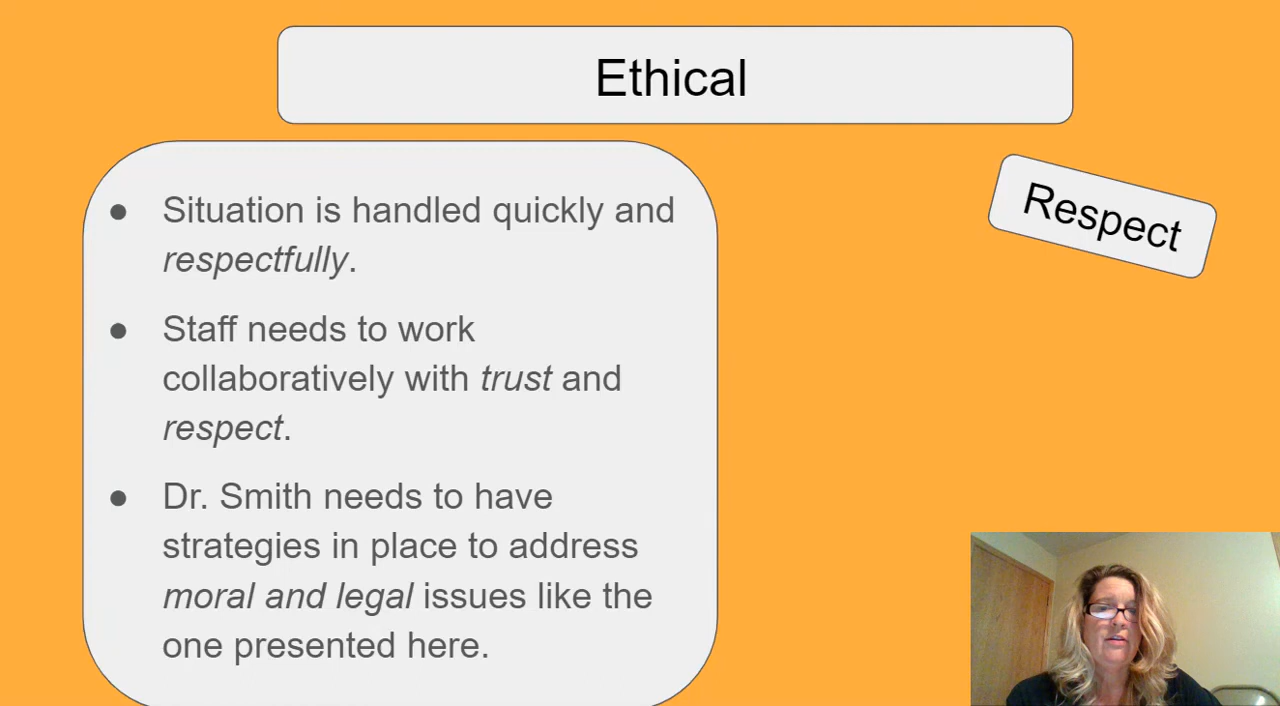 Ethical
Respect
● Situation is handled quickly and
respectfully.
● Staff needs to work
collaboratively with trust and
respect.
● Dr. Smith needs to have
strategies in place to address
moral and legal issues like the
one presented here.